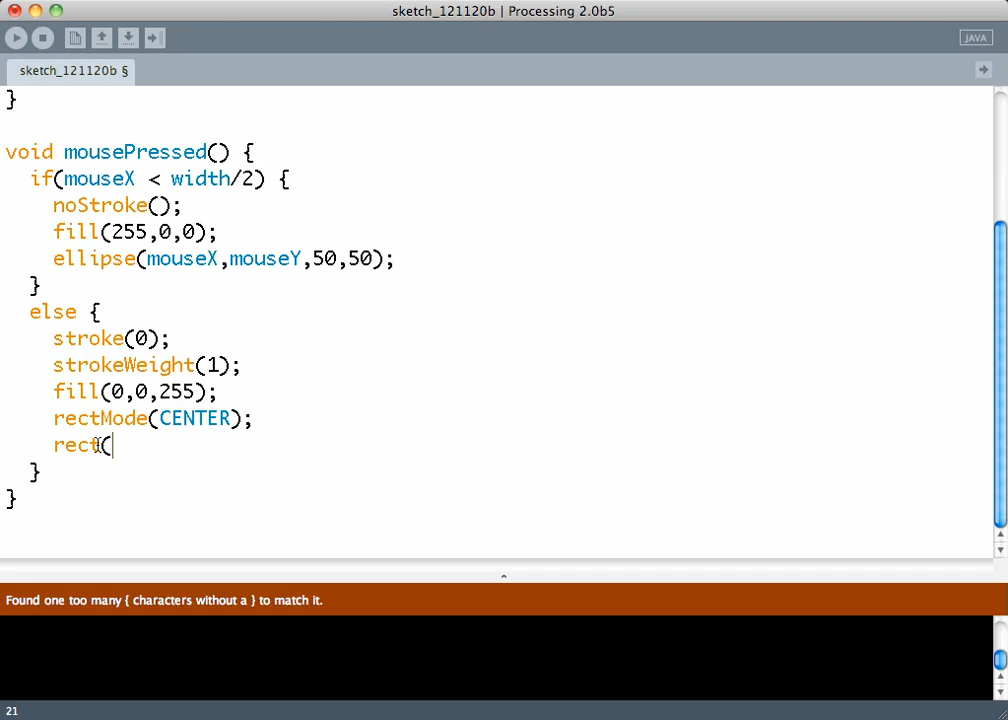 sketch_121120b | Processing 2.0b5
JAVA
sketch_121120b §
}
void mousePressed() {
if(mouseX < width/2) {
noStroke();
fill(255,0,0);
ellipse(mouseX,mouseY,50,50);
}
else {
stroke(0);
strokeWeight(1);
fill(0,0,255);
rectMode(CENTER);
rect(
}
}
Found one too many { characters without a } to match it.
21